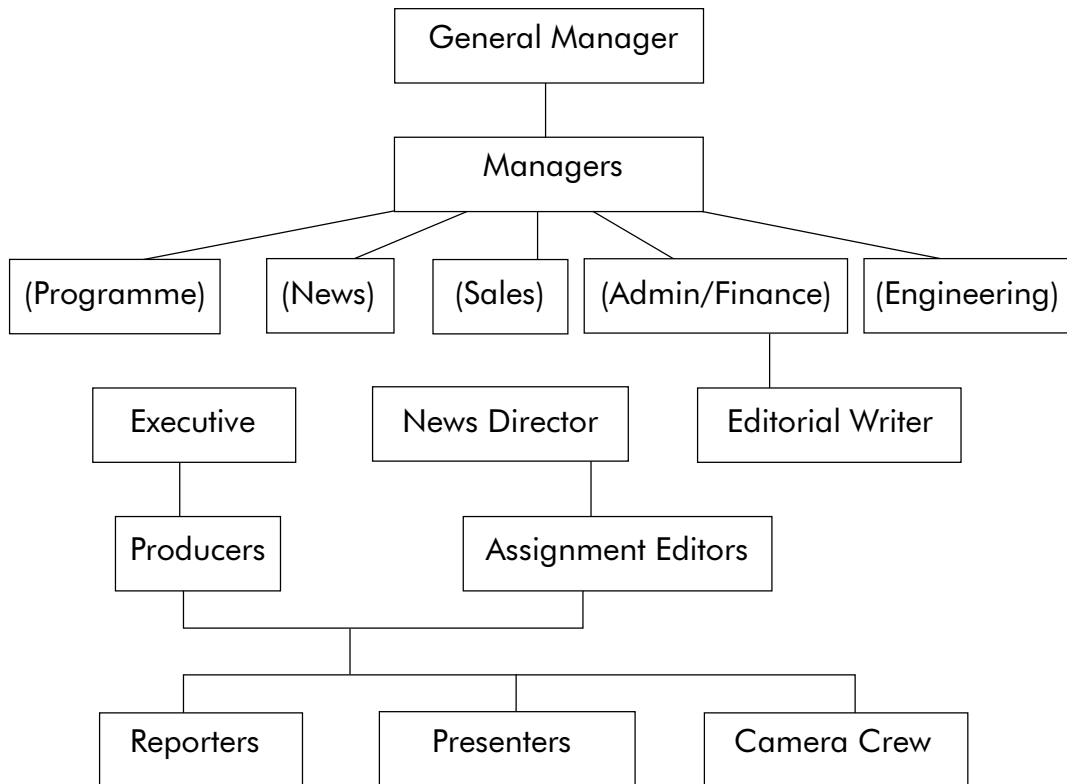 General Manager
Managers
(Programme)
(News)
(Sales)
(Admin/Finance)
(Engineering)
Executive
News Director
Editorial Writer
Producers
Assignment Editors
Reporters
Presenters
Camera Crew